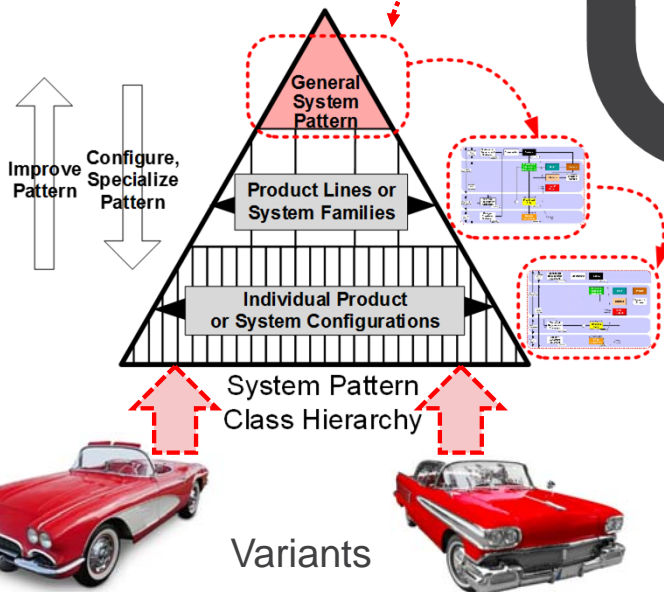 General
System
Pattern
Improve
Pattern
Configure,
Specialize
Pattern
Product Lines or
System Families
Individual Product
or System Configurations
System Pattern
Class Hierarchy
Variants